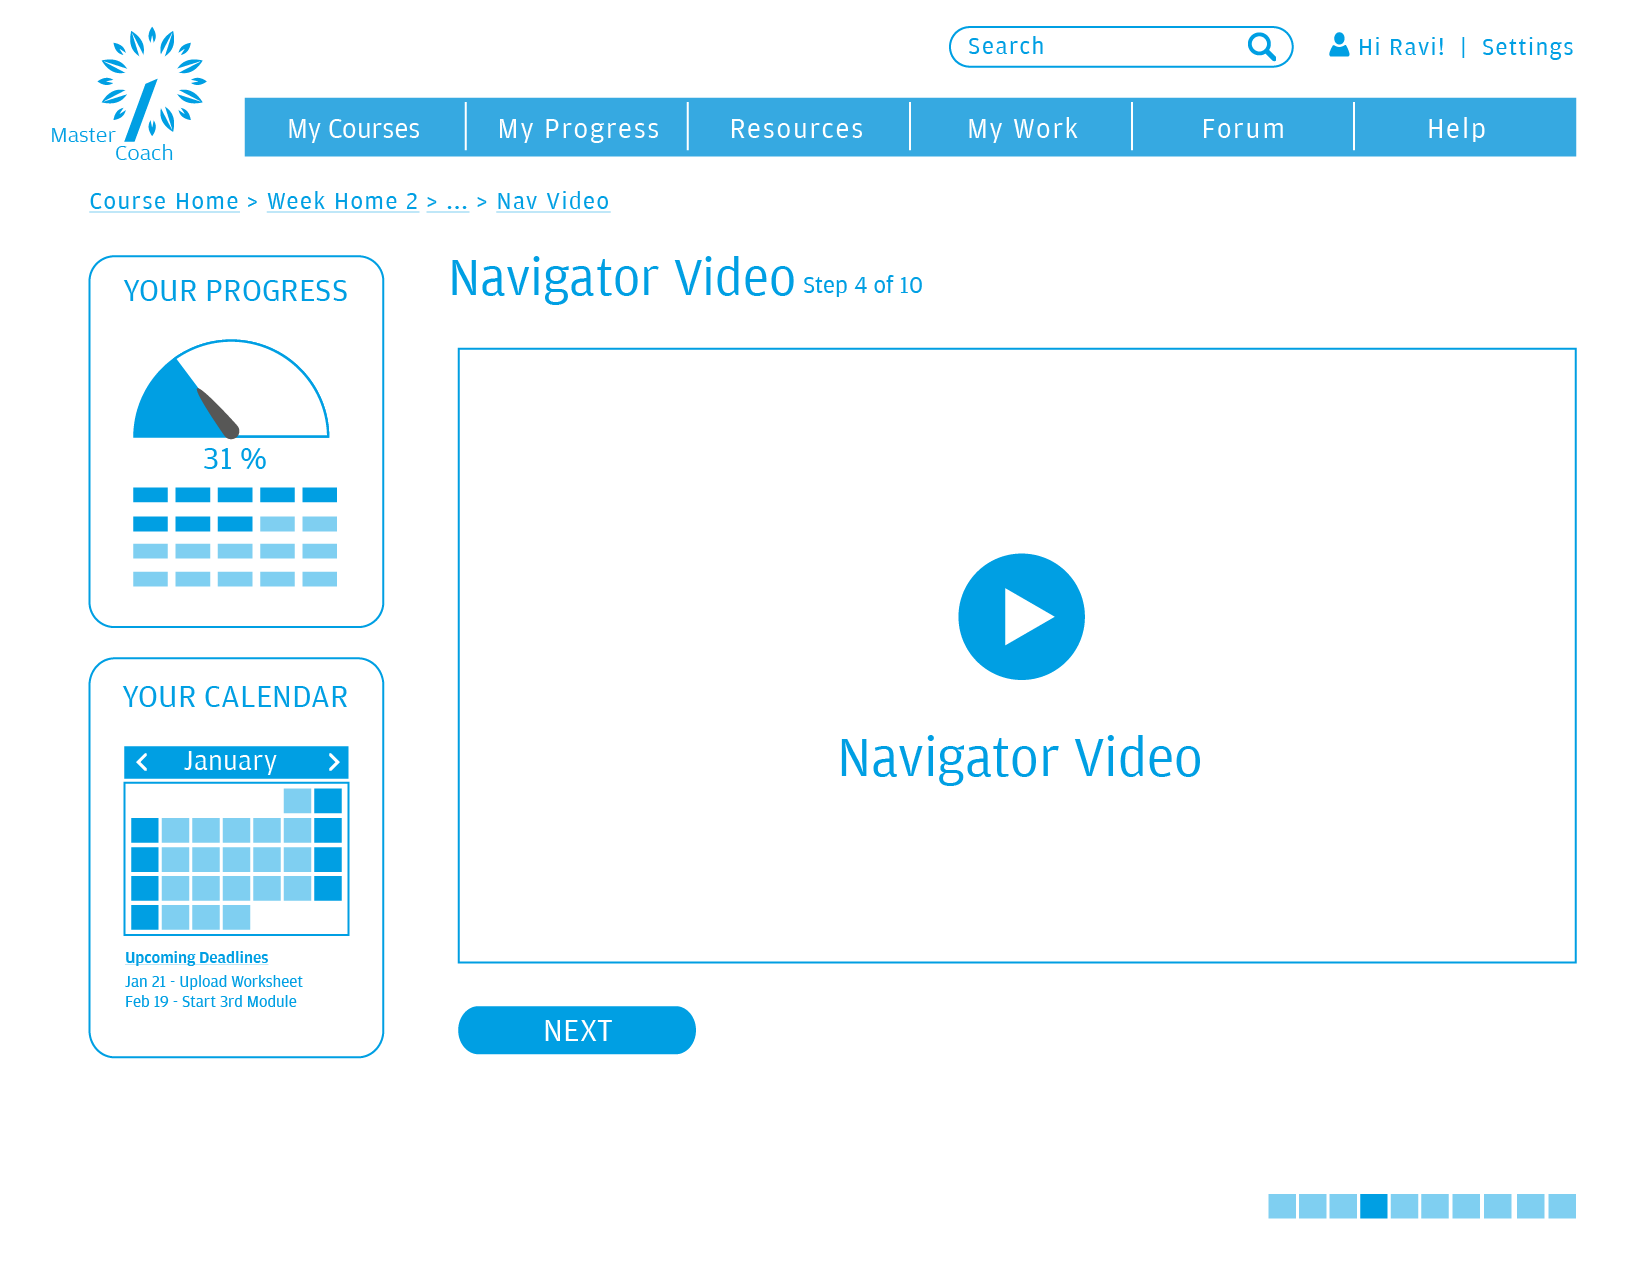 Master
Coach
Search
Hi Ravi! | Settings
My Courses
My Progress
Resources
My Work
Forum
Help
Course Home > Week Home 2 > ... > Nav Video
YOUR PROGRESS
31 %
YOUR CALENDAR
< January >
Upcoming Deadlines
Jan 21 - Upload Worksheet
Feb 19 - Start 3rd Module
Navigator Video Step 4 of 10
Navigator Video
NEXT